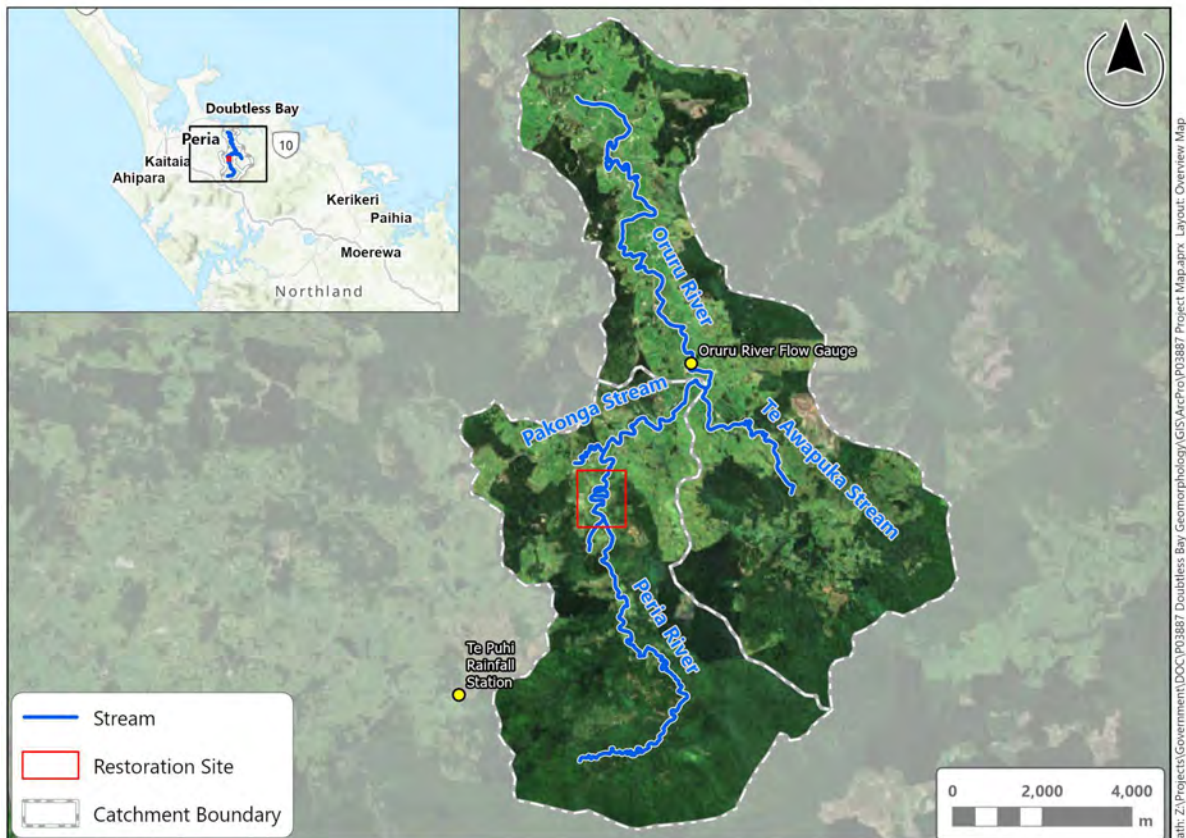 Doubtless Bay
Peria
10
Kaitaia
Ahipara
Kerikeri
Paihia
Moerewa
Northland
Oruru River
Oruru River Flow Gauge
Pakonga Stream
Te Awapuka Stream
Peria River
Te Puhi
Rainfall
Station
Stream
Restoration Site
Catchment Boundary
0 2,000 4,000
m
Path: Z:\Projects\Government\DOC\P03887 Doubtless Bay Geomorphology\GIS\ArcPro\P03887 Project Map.aprx Layout: Overview Map